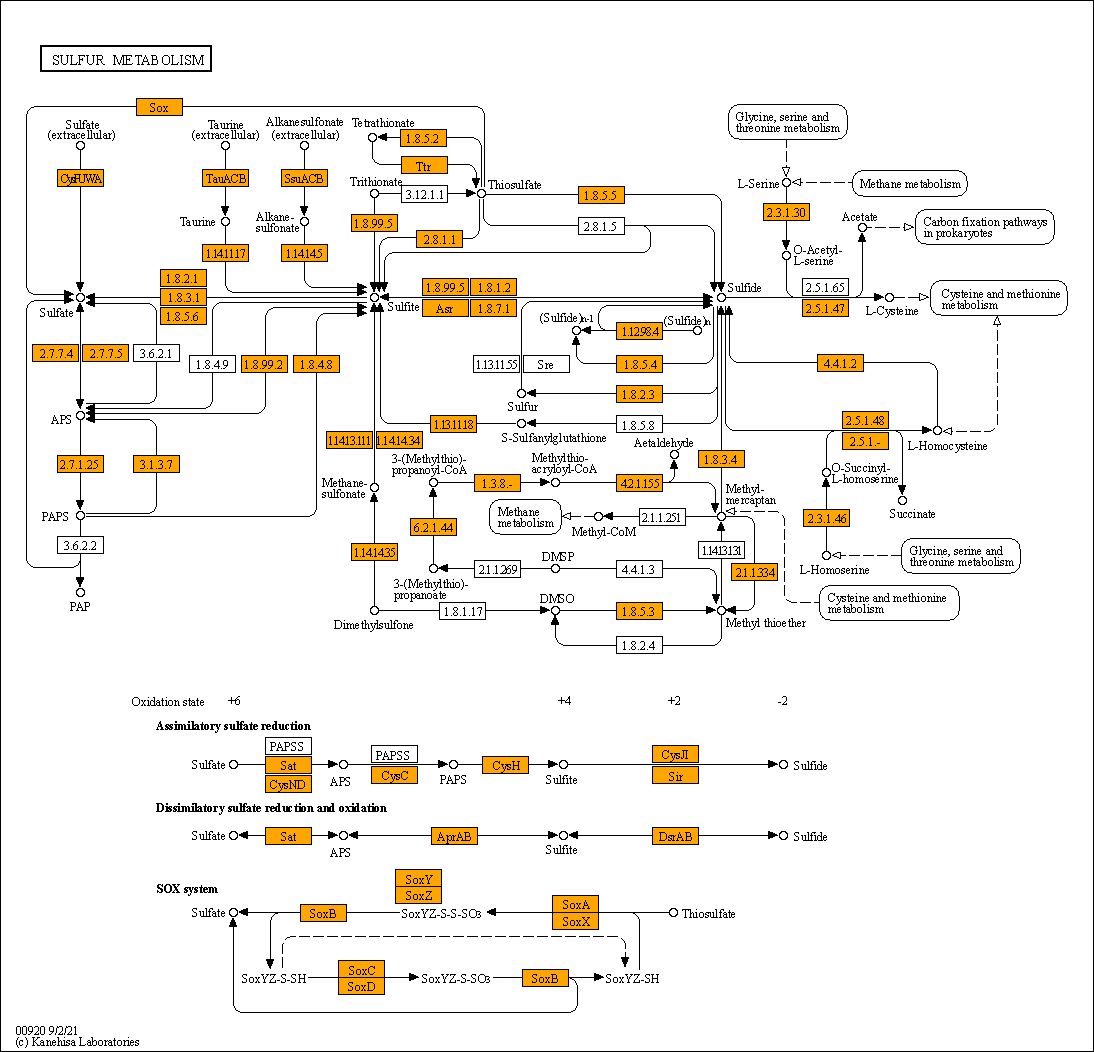 SULFUR METABOLISM
Sox
Sulfate
(extracellular)
Taurine
(extracellular)
Alkanesulfonate
(extracellular)
Tetrathionate
1.8.5.2
Ttr
Glycine, serine and
threonine metabolism
CysPUWA
TauACB
SsuACB
Trithionate
3.12.1.1
Thiosulfate
1.8.5.5
L-Serine
Methane metabolism
Taurine
Alkane-
sulfonate
1.8.99.5
2.8.1.1
2.8.1.5
2.3.1.30
Acetate
Carbon fixation pathways
in prokaryotes
1.14.11.17
1.14.14.5
O-Acetyl-
L-serine
1.8.2.1
1.8.3.1
1.8.5.6
Sulfate
Sulfite
1.8.99.5
1.8.1.2
Asr
1.8.7.1
Sulfide
2.5.1.65
2.5.1.47
L-Cysteine
Cysteine and methionine
metabolism
(Sulfide)n-1
1.12.98.4
(Sulfide)n
2.7.7.4
2.7.7.5
3.6.2.1
1.8.4.9
1.8.99.2
1.8.4.8
1.13.11.55
Sre
1.8.5.4
4.4.1.2
Sulfur
1.8.2.3
APS
1.13.11.18
S-Sulfanylglutathione
1.8.5.8
2.5.1.48
2.5.1.-
L-Homocysteine
1.14.13.111
1.14.14.34
2.7.1.25
3.1.3.7
3-(Methylthio)-
propanoyl-CoA
Methylthio-
acryloyl-CoA
Aetaldehyde
1.8.3.4
O-Succinyl-
L-homoserine
Methane-
sulfonate
1.3.8.-
4.2.1.155
Methyl-
mercaptan
Succinate
PAPS
Methane
metabolism
Methyl-CoM
2.1.1.251
2.3.1.46
6.2.1.44
3.6.2.2
1.14.14.35
1.14.13.131
L-Homoserine
Glycine, serine and
threonine metabolism
DMSP
2.1.1.269
4.4.1.3
2.1.1.334
3-(Methylthio)-
propanoate
PAP
DMSO
Cysteine and methionine
metabolism
Dimethylsulfone
1.8.1.17
1.8.5.3
Methyl thioether
1.8.2.4
Oxidation state +6 +4 +2 -2
Assimilatory sulfate reduction
PAPSS
PAPSS
CysJI
Sulfate
Sat
APS
CysC
PAPS
CysH
Sulfite
Sir
Sulfide
CysND
Dissimilatory sulfate reduction and oxidation
Sulfate
Sat
APS
AprAB
Sulfite
DsrAB
Sulfide
SOX system
SoxY
SoxZ
Sulfate
SoxB
SoxYZ-S-S-SO3
SoxA
SoxX
Thiosulfate
SoxYZ-S-SH
SoxC
SoxD
SoxYZ-S-SO3
SoxB
SoxYZ-SH
00920 9/2/21
(c) Kanehisa Laboratories